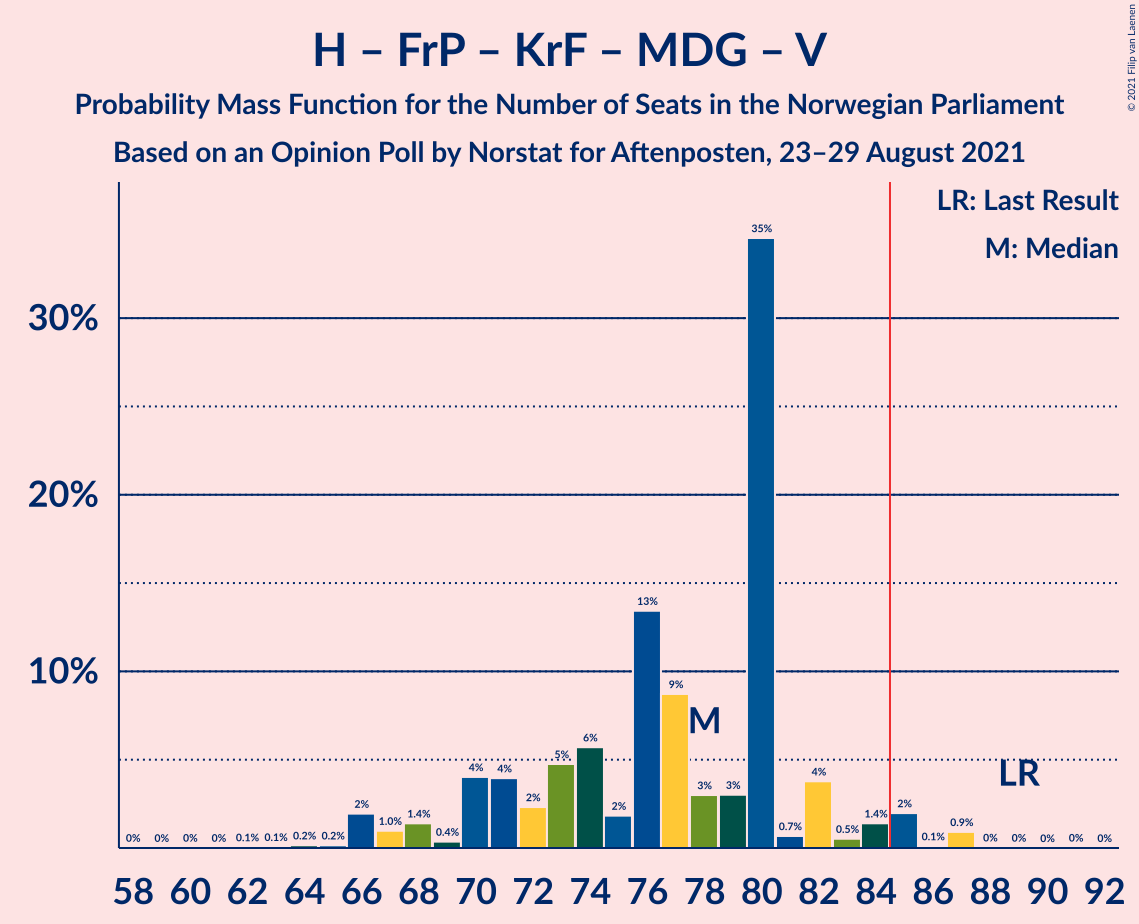 H – FrP – KrF – MDG – V
Probability Mass Function for the Number of Seats in the Norwegian Parliament
Based on an Opinion Poll by Norstat for Aftenposten, 23–29 August 2021
© 2021 Filip van Laenen
LR: Last Result
M: Median
35%
30%
20%
13%
10%
9%
M
6%
5%
4%
4%
4%
LR
3%
3%
2%
2%
2%
2%
1.4%
1.4%
1.0%
0.9%
0.7%
0.5%
0.4%
0% 0% 0% 0% 0.1% 0.1% 0.2% 0.2% 0.1% 0% 0% 0% 0% 0%
58 60 62 64 66 68 70 72 74 76 78 80 82 84 86 88 90 92